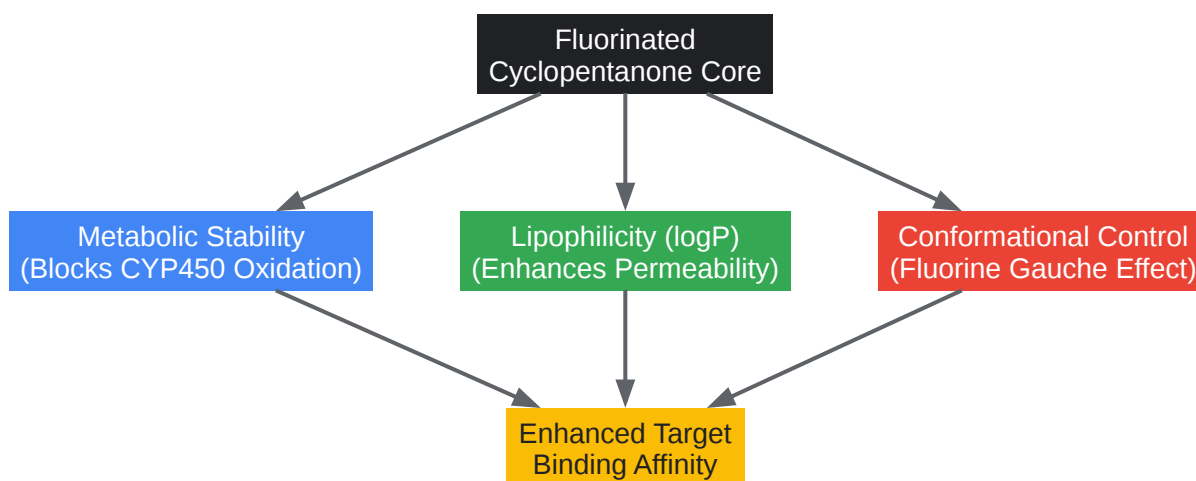 Fluorinated
Cyclopentanone Core
Metabolic Stability
(Blocks CYP450 Oxidation)
Lipophilicity (logP)
(Enhances Permeability)
Conformational Control
(Fluorine Gauche Effect)
Enhanced Target
Binding Affinity